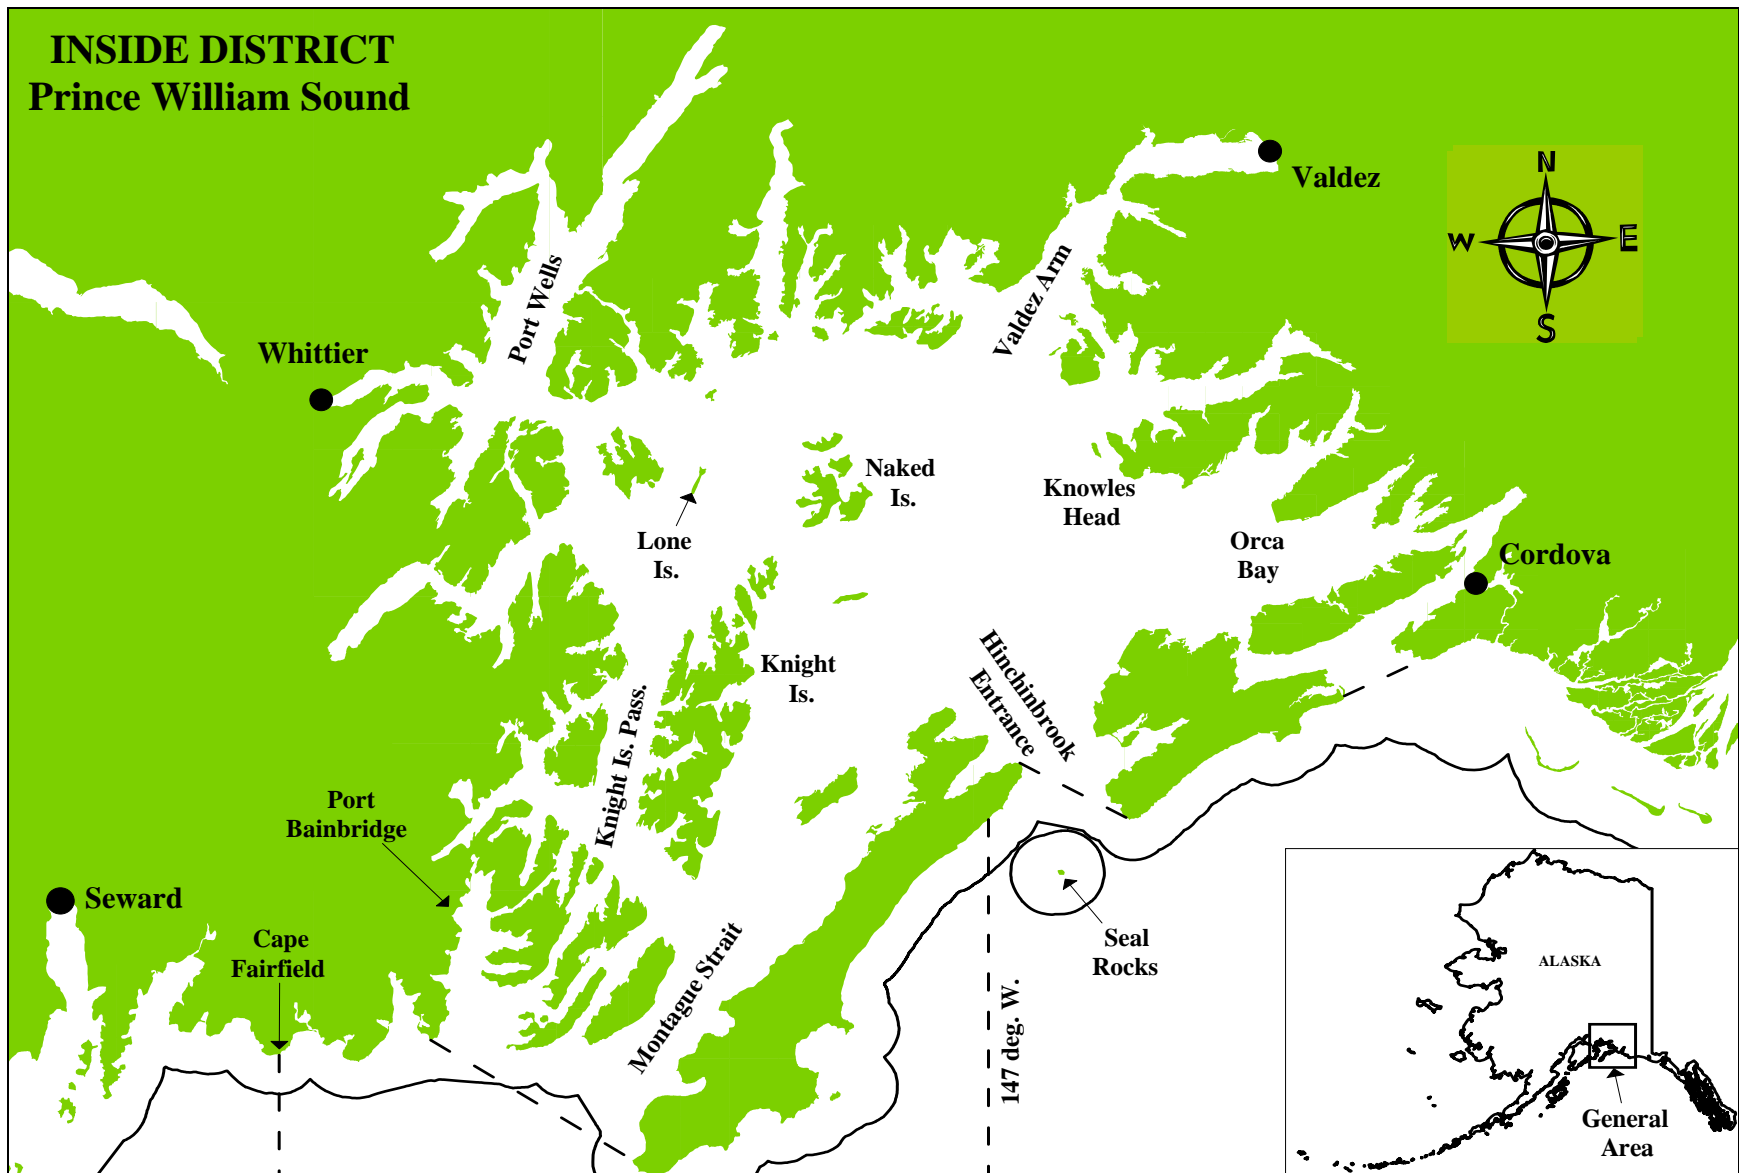 INSIDE DISTRICT
Prince William Sound
Valdez
N
W
E
S
Port Wells
Valdez Arm
Whittier
Naked
Is.
Knowles
Head
Lone
Is.
Orca
Bay
Cordova
Knight
Is.
Hinchinbrook
Entrance
Knight Is. Pass.
Port
Bainbridge
Seward
Cape
Fairfield
Montague Strait
Seal
Rocks
147 deg. W.
ALASKA
General
Area